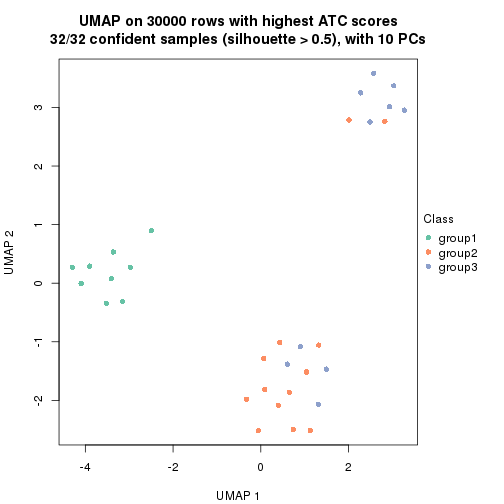 UMAP on 30000 rows with highest ATC scores
32/32 confident samples (silhouette > 0.5), with 10 PCs
3
2
1
0
-1
-2
UMAP 2
-4
-2
0
2
UMAP 1
Class
group1
group2
group3